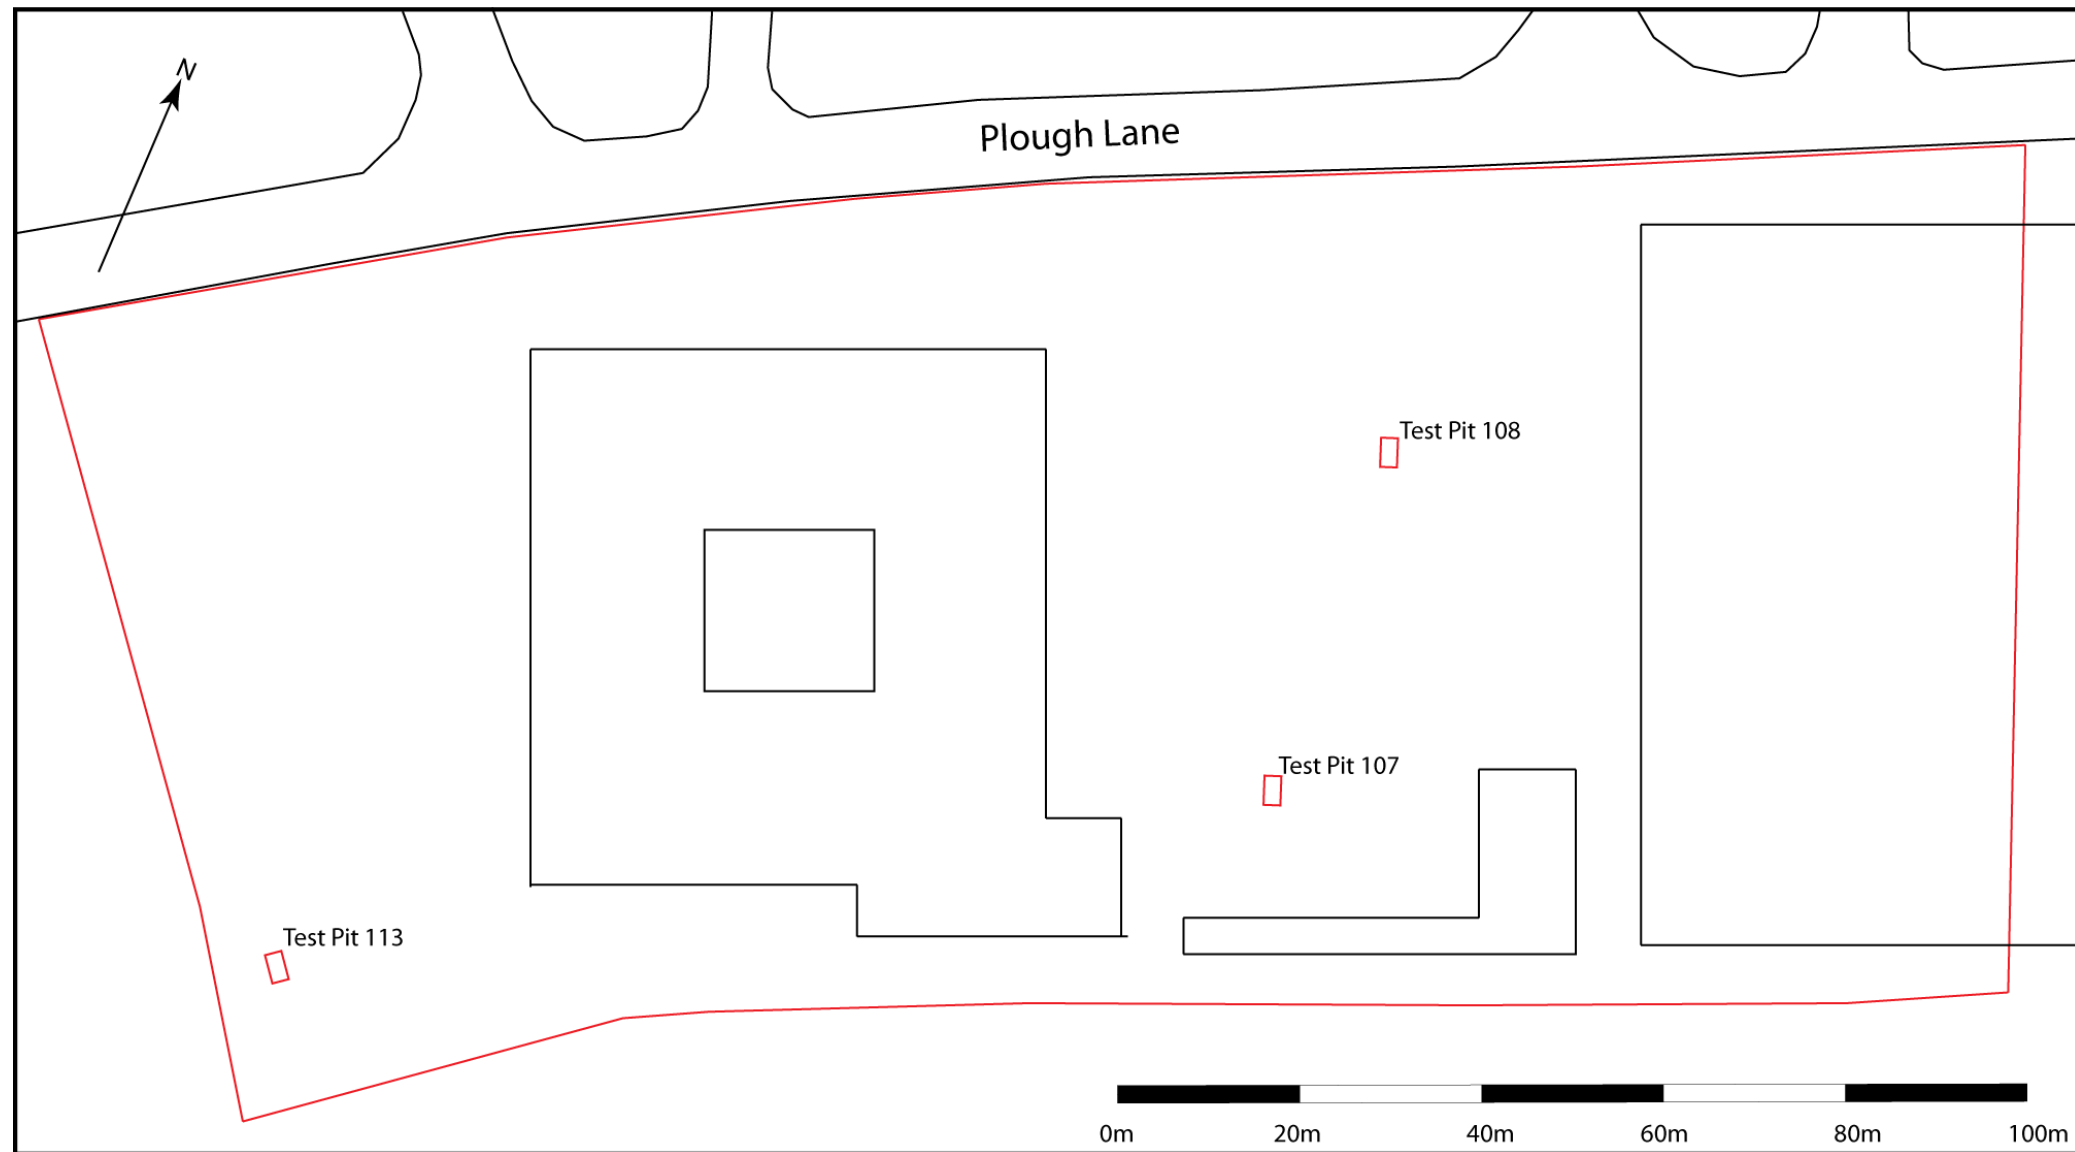 N
Plough Lane
Test Pit 108
Test Pit 107
Test Pit 113
0m 20m 40m 60m 80m 100m